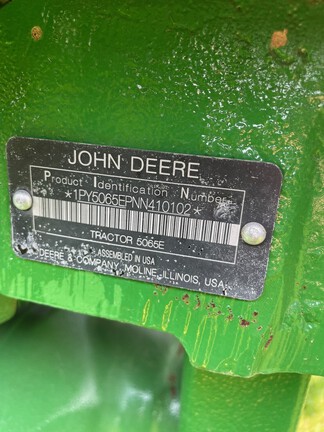 JOHN DEERE
Product Identification Number
*1PY5065EPNN410102*
TRACTOR 5065E
ASSEMBLED IN USA
DEERE & COMPANY MOLINE ILLINOIS, USA